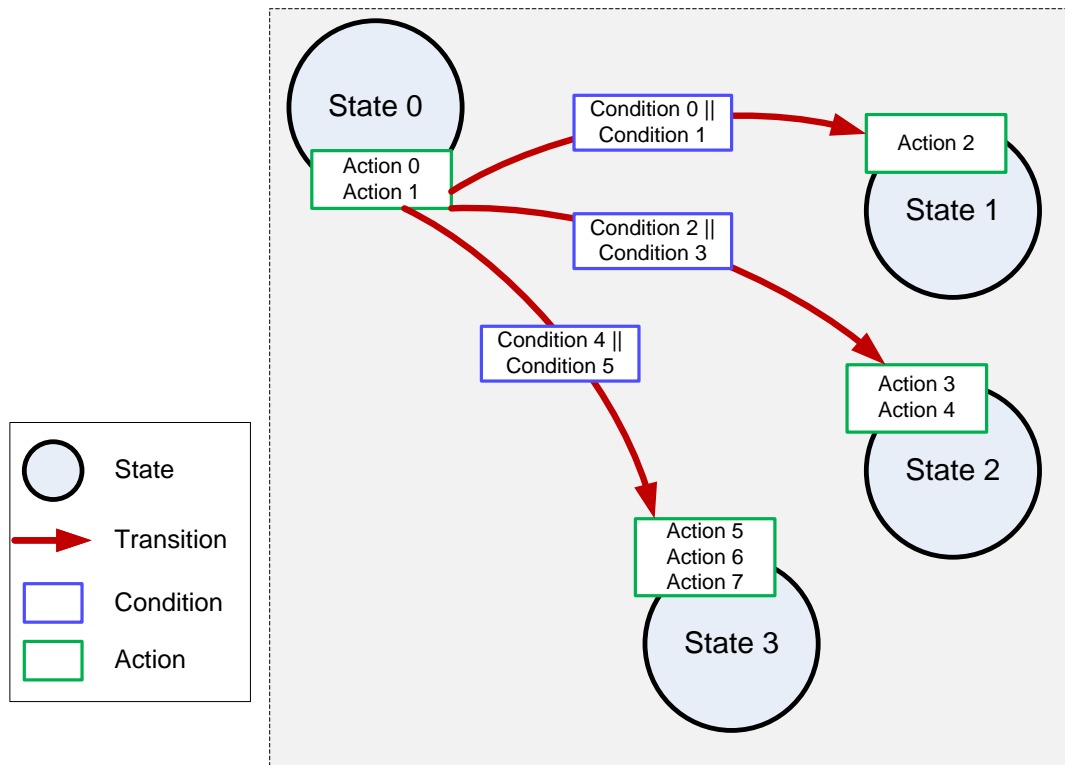 State 0
Action 0
Action 1
Condition 0 ||
Condition 1
Action 2
State 1
Condition 2 ||
Condition 3
Condition 4 ||
Condition 5
Action 3
Action 4
State 2
Action 5
Action 6
Action 7
State 3
State
Transition
Condition
Action